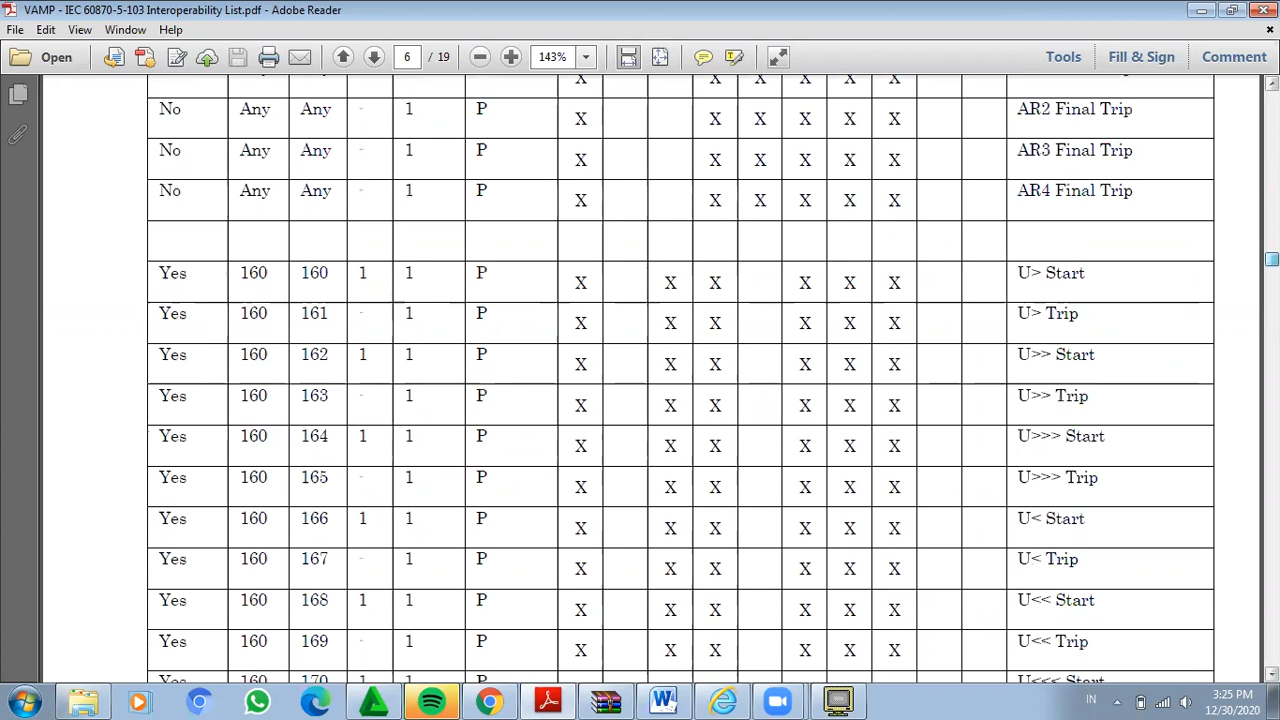 VAMP - IEC 60870-5-103 Interoperability List.pdf - Adobe Reader
File Edit View Window Help
Open 6 / 19 143% Tools Fill & Sign Comment
X X X X X X
No Any Any - 1 P X X X X X X AR2 Final Trip
No Any Any - 1 P X X X X X X AR3 Final Trip
No Any Any - 1 P X X X X X X AR4 Final Trip
Yes 160 160 1 1 P X X X X X X U> Start
Yes 160 161 - 1 P X X X X X X U> Trip
Yes 160 162 1 1 P X X X X X X U>> Start
Yes 160 163 - 1 P X X X X X X U>> Trip
Yes 160 164 1 1 P X X X X X X U>>> Start
Yes 160 165 - 1 P X X X X X X U>>> Trip
Yes 160 166 1 1 P X X X X X X U< Start
Yes 160 167 - 1 P X X X X X X U< Trip
Yes 160 168 1 1 P X X X X X X U<< Start
Yes 160 169 - 1 P X X X X X X U<< Trip
Yes 160 170 1 1 P U<<< Start
IN 3:25 PM
12/30/2020